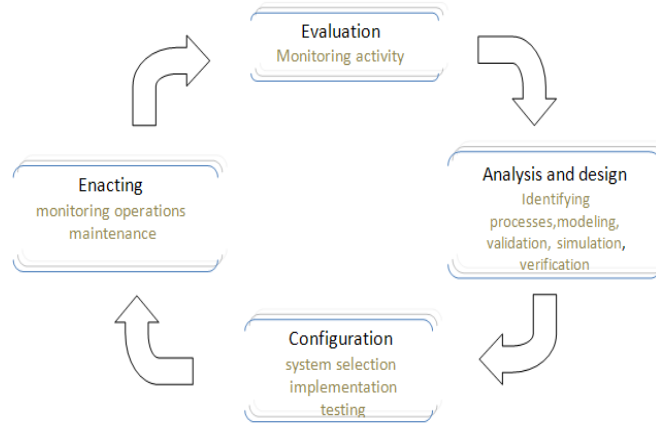 Evaluation
Monitoring activity
Analysis and design
Identifying
processes,modeling,
validation, simulation,
verification
Configuration
system selection
implementation
testing
Enacting
monitoring operations
maintenance